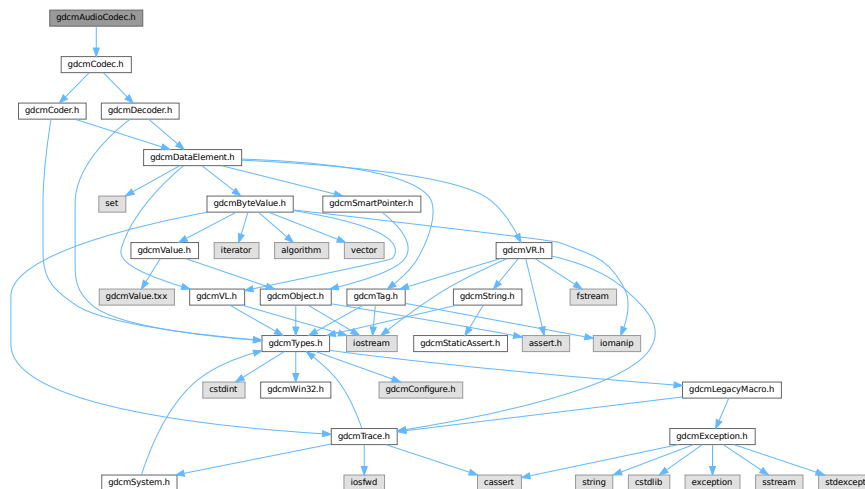 gdcmAudioCodec.h
gdcmCodec.h
gdcmCoder.h
gdcmDecoder.h
gdcmDataElement.h
set
gdcmByteValue.h
gdcmSmartPointer.h
gdcmValue.h
iterator
algorithm
vector
gdcmVR.h
gdcmValue.txx
gdcmVL.h
gdcmObject.h
gdcmTag.h
gdcmString.h
fstream
gdcmTypes.h
iostream
gdcmStaticAssert.h
assert.h
iomanip
cstdint
gdcmWin32.h
gdcmConfigure.h
gdcmLegacyMacro.h
gdcmTrace.h
gdcmException.h
gdcmSystem.h
iosfwd
cassert
string
cstdlib
exception
sstream
stdexcept